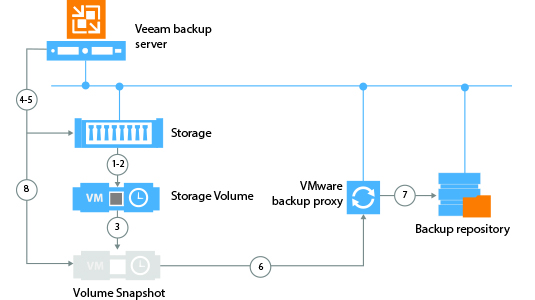 Veeam backup
server
4-5
Storage
1-2
8
VM
Storage Volume
VMware
backup proxy
7
3
Backup repository
VM
6
Volume Snapshot